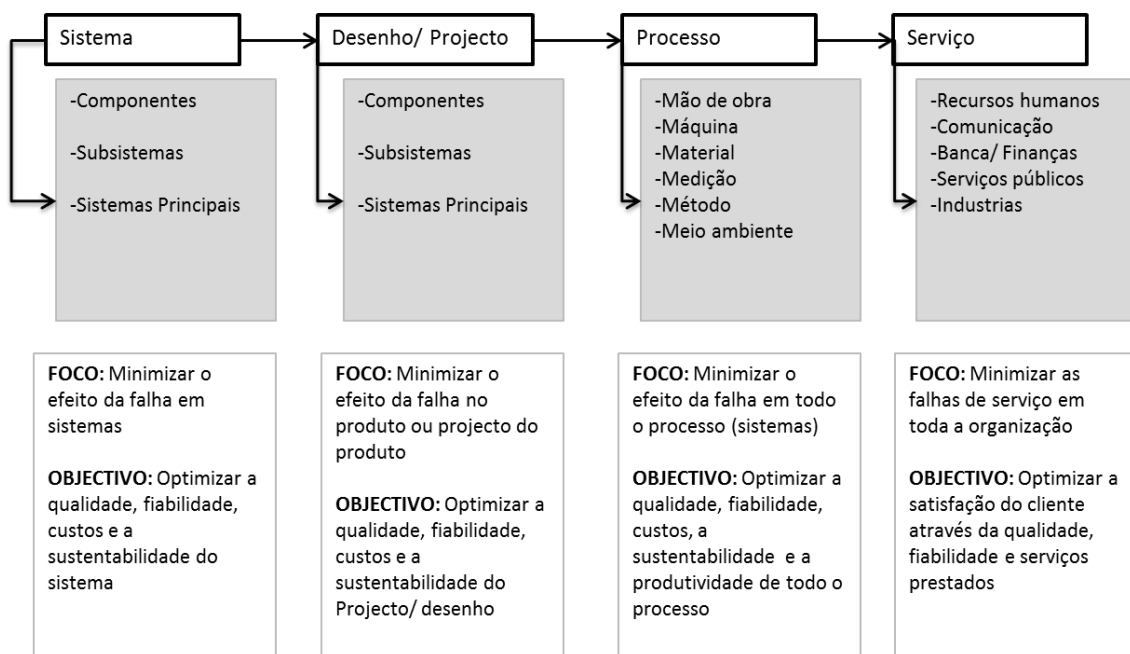 Sistema
Desenho/ Projecto
Processo
Serviço
-Componentes
-Subsistemas
-Sistemas Principais
-Componentes
-Subsistemas
-Sistemas Principais
-Mão de obra
-Máquina
-Material
-Medição
-Método
-Meio ambiente
-Recursos humanos
-Comunicação
-Banca/ Finanças
-Serviços públicos
-Industrias
FOCO: Minimizar o
efeito da falha em
sistemas
OBJECTIVO: Optimizar a
qualidade, fiabilidade,
custos e a
sustentabilidade do
sistema
FOCO: Minimizar o
efeito da falha no
produto ou projecto do
produto
OBJECTIVO: Optimizar a
qualidade, fiabilidade,
custos e a
sustentabilidade do
Projecto/ desenho
FOCO: Minimizar o
efeito da falha em todo
o processo (sistemas)
OBJECTIVO: Optimizar a
qualidade, fiabilidade,
custos, a
sustentabilidade e a
produtividade de todo o
processo
FOCO: Minimizar as
falhas de serviço em
toda a organização
OBJECTIVO: Optimizar a
satisfação do cliente
através da qualidade,
fiabilidade e serviços
prestados